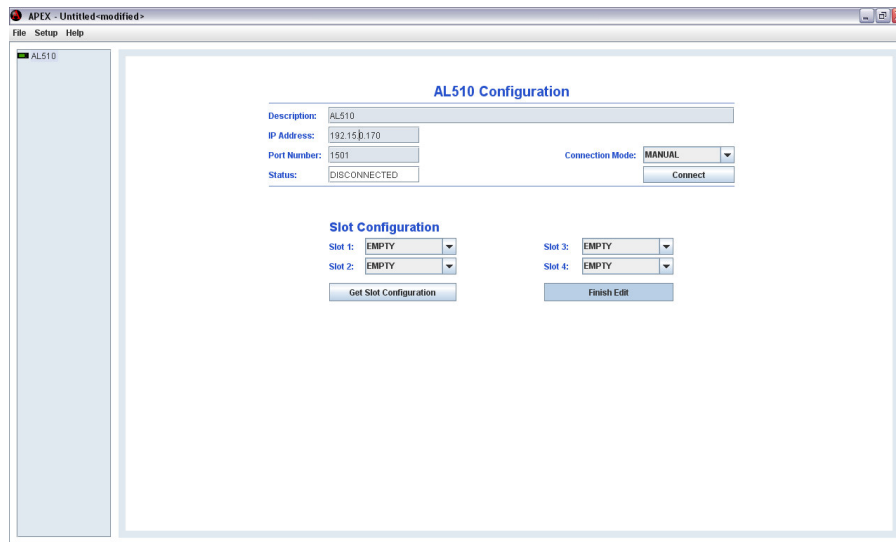 APEX - Untitled<modified>
File Setup Help
AL510
AL510 Configuration
Description: AL510
IP Address: 192.15.0.170
Port Number: 1501 Connection Mode: MANUAL
Status: DISCONNECTED Connect
Slot Configuration
Slot 1: EMPTY Slot 3: EMPTY
Slot 2: EMPTY Slot 4: EMPTY
Get Slot Configuration Finish Edit